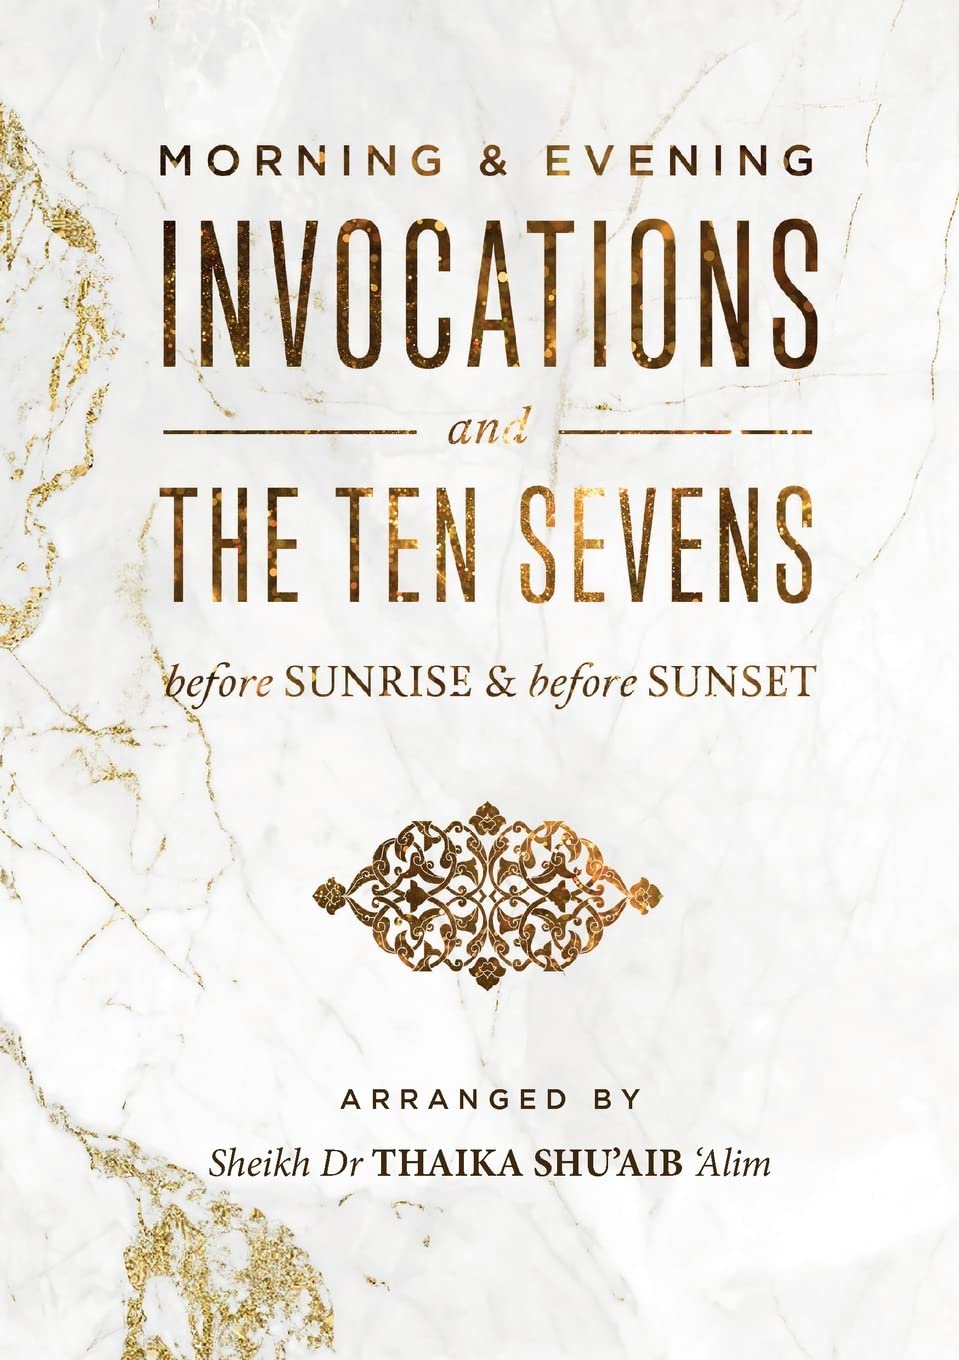 MORNING & EVENING
INVOCATIONS
and
THE TEN SEVENS
before SUNRISE & before SUNSET
ARRANGED BY
Sheikh Dr THAIKA SHU’AIB ‘Alim